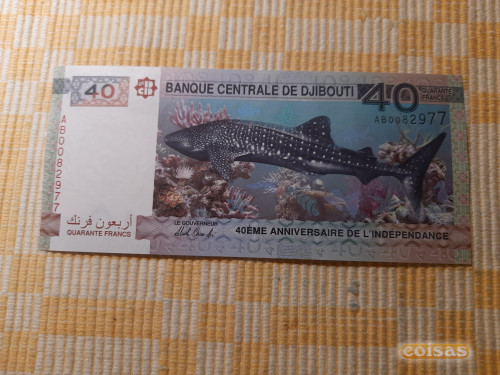 40
BANQUE CENTRALE DE DJIBOUTI
40
QUARANTE
FRANCS
AB0082977
AB0082977
أربعون فرنك
QUARANTE FRANCS
LE GOUVERNEUR
40ÈME ANNIVERSAIRE DE L'INDÉPENDANCE
coisas